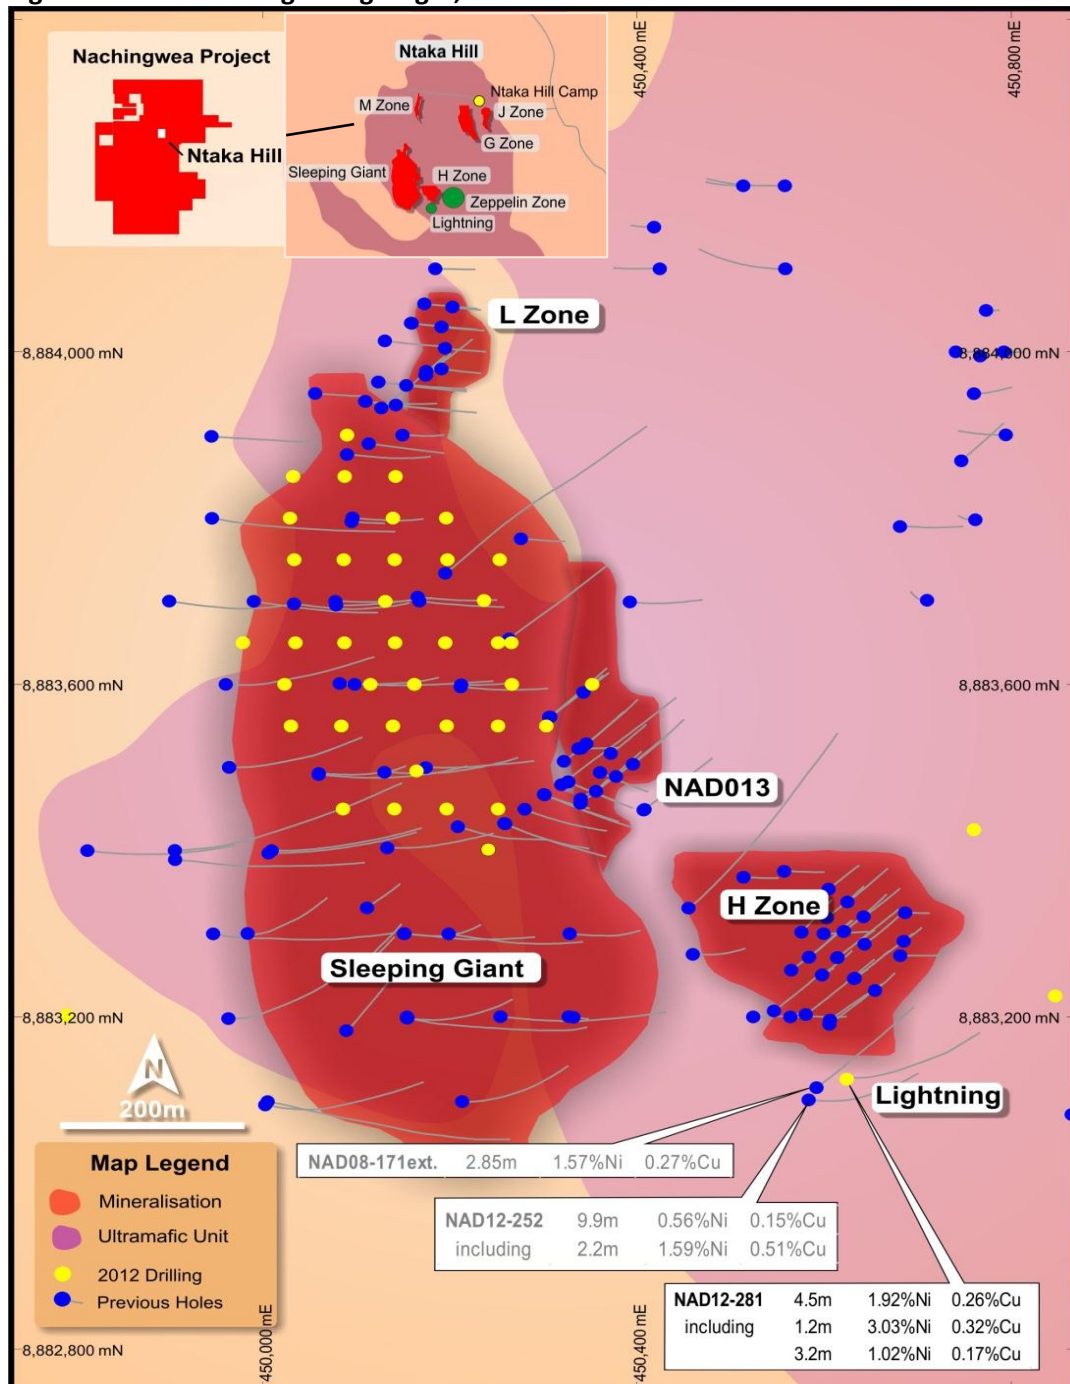 Nachingwea Project
Ntaka Hill
Ntaka Hill
Ntaka Hill Camp
M Zone
J Zone
G Zone
Sleeping Giant
H Zone
Zeppelin Zone
Lightning
450,400 mE
450,800 mE
L Zone
8,884,000 mN
8,884,000 mN
8,883,600 mN
8,883,600 mN
NAD013
H Zone
Sleeping Giant
8,883,200 mN
8,883,200 mN
N
200m
Lightning
NAD08-171ext. 2.85m 1.57%Ni 0.27%Cu
Map Legend
Mineralisation
Ultramafic Unit
2012 Drilling
Previous Holes
NAD12-252 9.9m 0.56%Ni 0.15%Cu
including 2.2m 1.59%Ni 0.51%Cu
NAD12-281 4.5m 1.92%Ni 0.26%Cu
including 1.2m 3.03%Ni 0.32%Cu
3.2m 1.02%Ni 0.17%Cu
8,882,800 mN
450,000 mE
450,400 mE